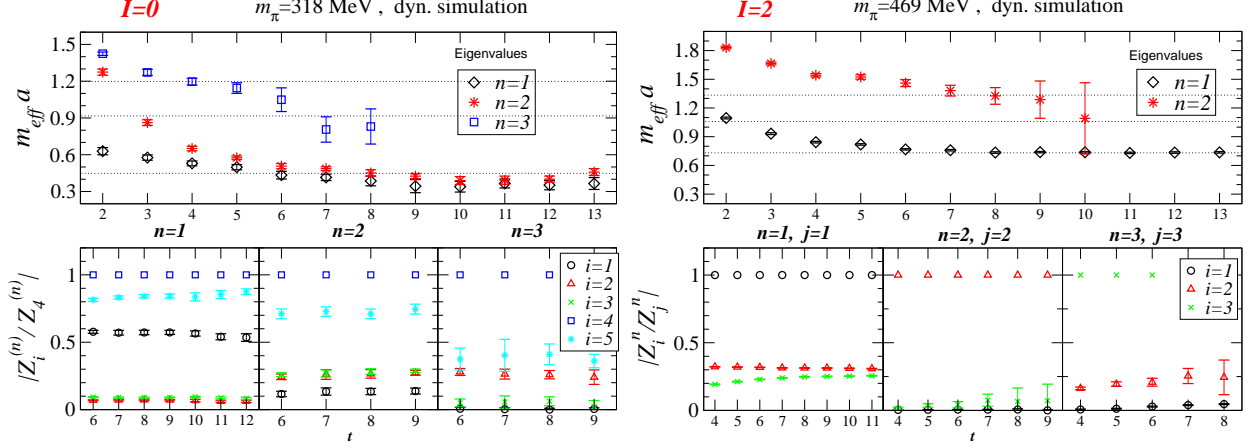 I=0 m_π=318 MeV , dyn. simulation
m_eff a
1.5
1.2
0.9
0.6
0.3
Eigenvalues
n=1
n=2
n=3
2 3 4 5 6 7 8 9 10 11 12 13
n=1 n=2 n=3
|Z_i^(n) / Z_4^(n)|
1
0.5
0
i=1
i=2
i=3
i=4
i=5
6 7 8 9 10 11 12 6 7 8 9 6 7 8 9
t
I=2 m_π=469 MeV , dyn. simulation
m_eff a
1.8
1.5
1.2
0.9
0.6
0.3
Eigenvalues
n=1
n=2
2 3 4 5 6 7 8 9 10 11 12 13
n=1, j=1 n=2, j=2 n=3, j=3
|Z_i^n/Z_j^n|
1
0.5
0
i=1
i=2
i=3
4 5 6 7 8 9 10 11 4 5 6 7 8 9 4 5 6 7 8
t